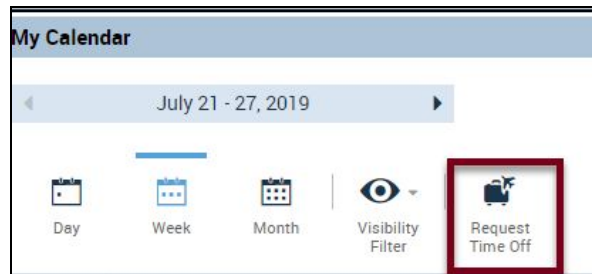 My Calendar
July 21 - 27, 2019
Day
Week
Month
Visibility
Filter
Request
Time Off